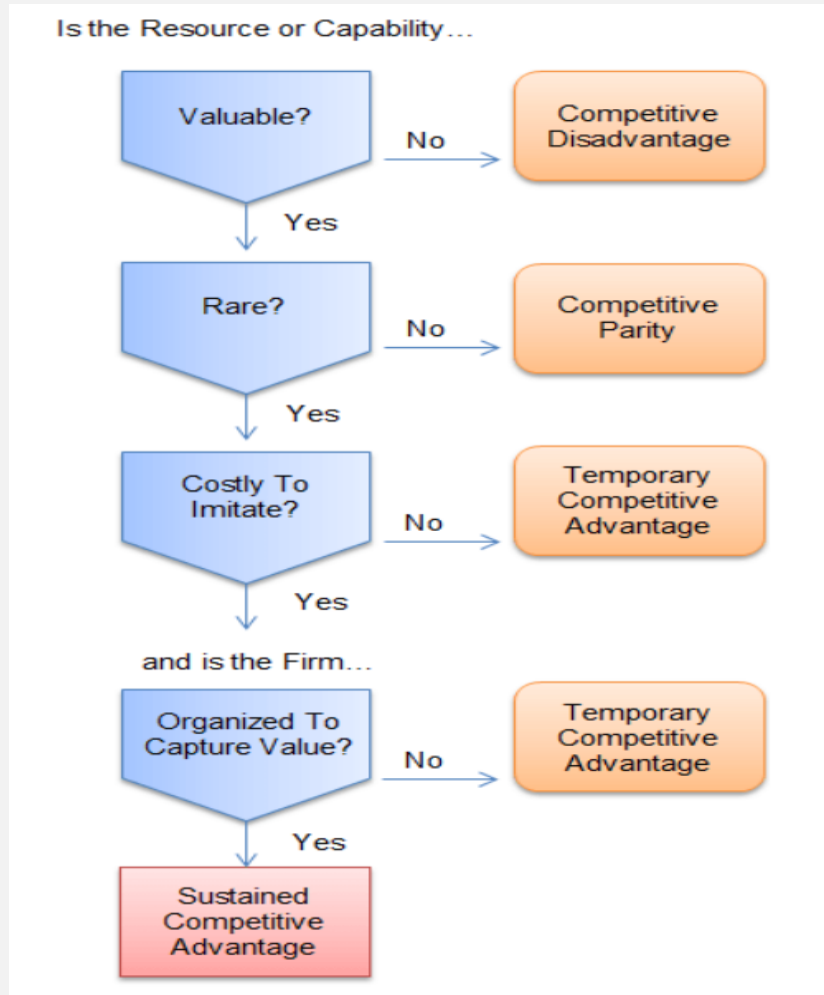 Is the Resource or Capability...
Valuable?
No
Competitive
Disadvantage
Yes
Rare?
No
Competitive
Parity
Yes
Costly To
Imitate?
No
Temporary
Competitive
Advantage
Yes
and is the Firm...
Organized To
Capture Value?
No
Temporary
Competitive
Advantage
Yes
Sustained
Competitive
Advantage